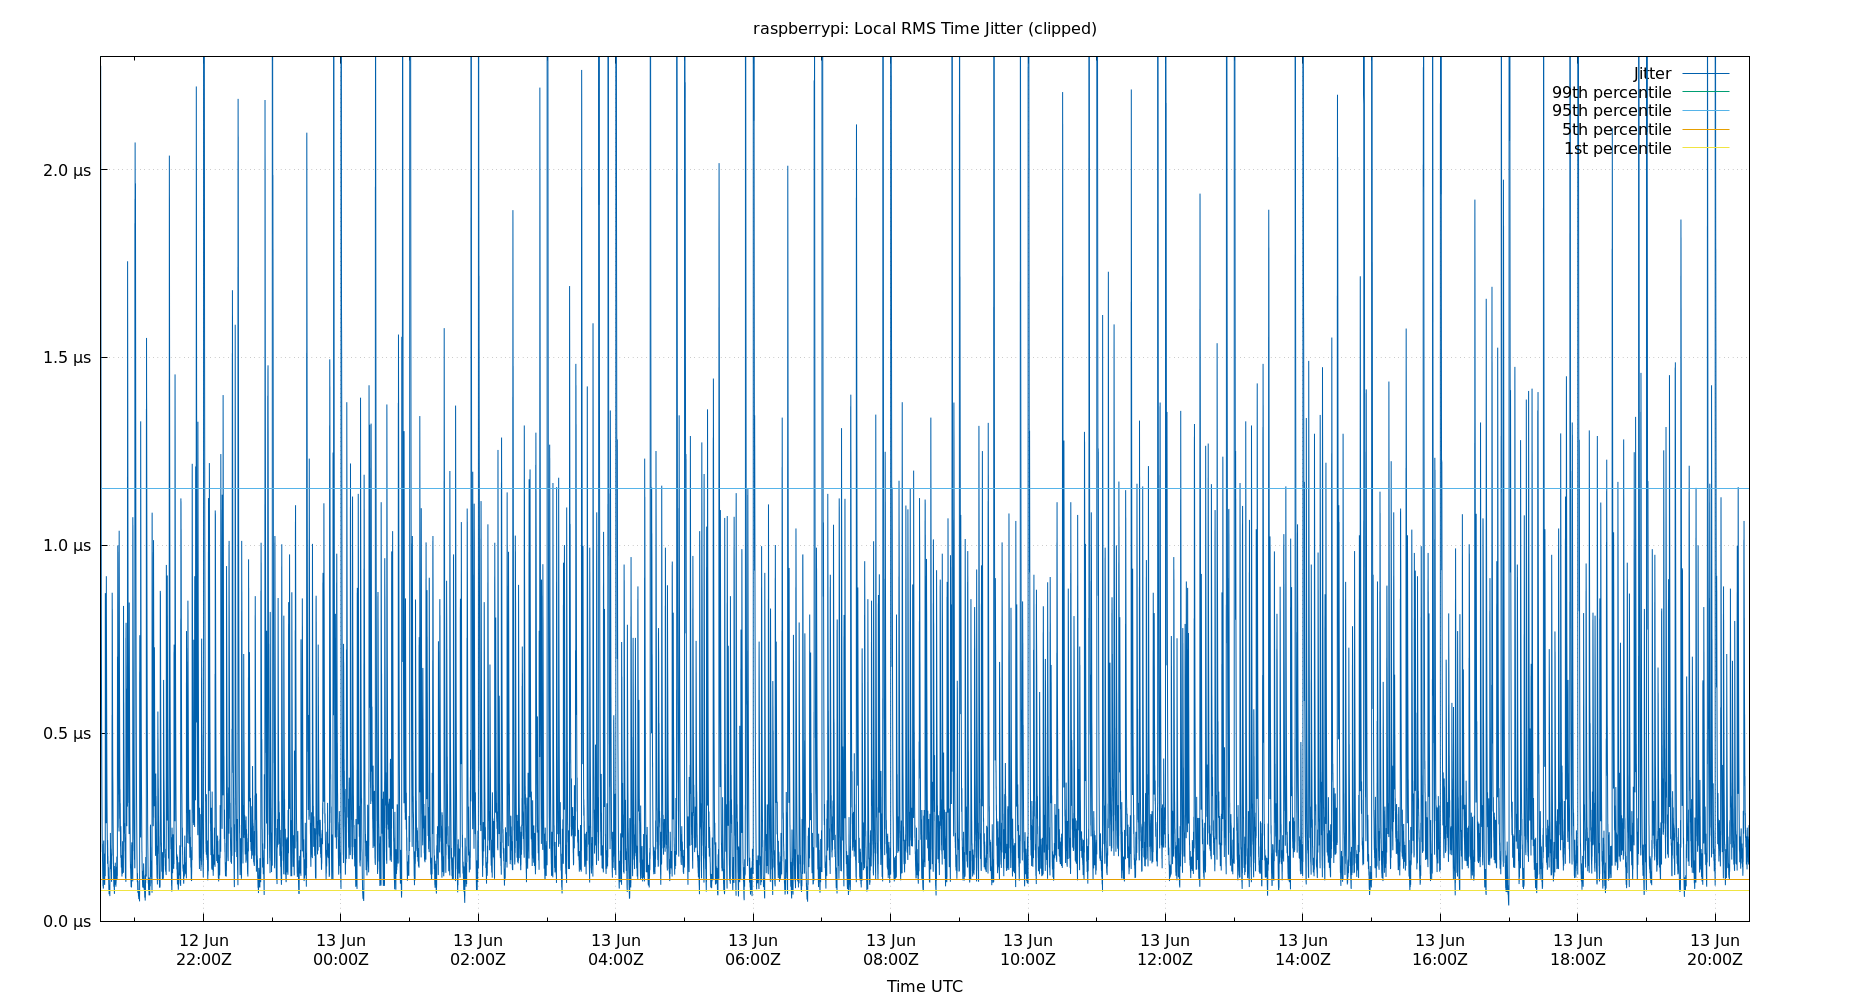 raspberrypi: Local RMS Time Jitter (clipped)
Jitter
99th percentile
95th percentile
5th percentile
1st percentile
2.0 µs
1.5 µs
1.0 µs
0.5 µs
0.0 µs
12 Jun 13 Jun 13 Jun 13 Jun 13 Jun 13 Jun 13 Jun 13 Jun 13 Jun 13 Jun 13 Jun 13 Jun
22:00Z 00:00Z 02:00Z 04:00Z 06:00Z 08:00Z 10:00Z 12:00Z 14:00Z 16:00Z 18:00Z 20:00Z
Time UTC